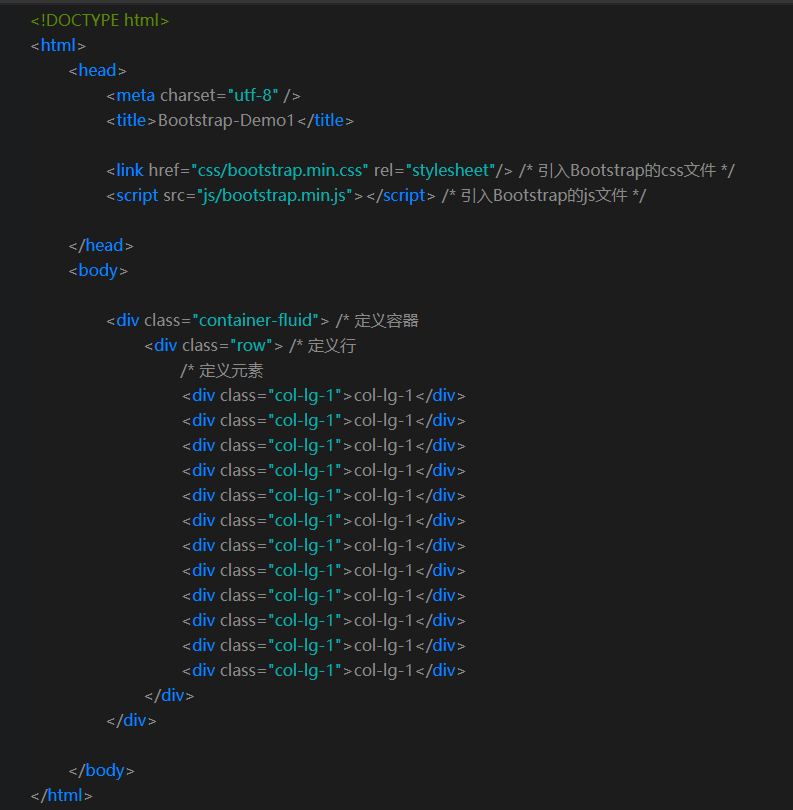 <!DOCTYPE html>
<html>
<head>
<meta charset="utf-8" />
<title>Bootstrap-Demo1</title>
<link href="css/bootstrap.min.css" rel="stylesheet"/> /* 引入Bootstrap的css文件 */
<script src="js/bootstrap.min.js"></script> /* 引入Bootstrap的js文件 */
</head>
<body>
<div class="container-fluid"> /* 定义容器
<div class="row"> /* 定义行
/* 定义元素
<div class="col-lg-1">col-lg-1</div>
<div class="col-lg-1">col-lg-1</div>
<div class="col-lg-1">col-lg-1</div>
<div class="col-lg-1">col-lg-1</div>
<div class="col-lg-1">col-lg-1</div>
<div class="col-lg-1">col-lg-1</div>
<div class="col-lg-1">col-lg-1</div>
<div class="col-lg-1">col-lg-1</div>
<div class="col-lg-1">col-lg-1</div>
<div class="col-lg-1">col-lg-1</div>
<div class="col-lg-1">col-lg-1</div>
<div class="col-lg-1">col-lg-1</div>
</div>
</div>
</body>
</html>